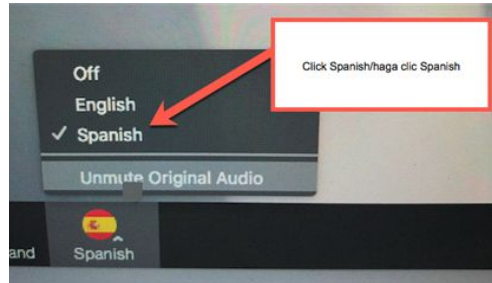 Click Spanish/haga clic Spanish
Off
English
✓ Spanish
Unmute Original Audio
and
Spanish